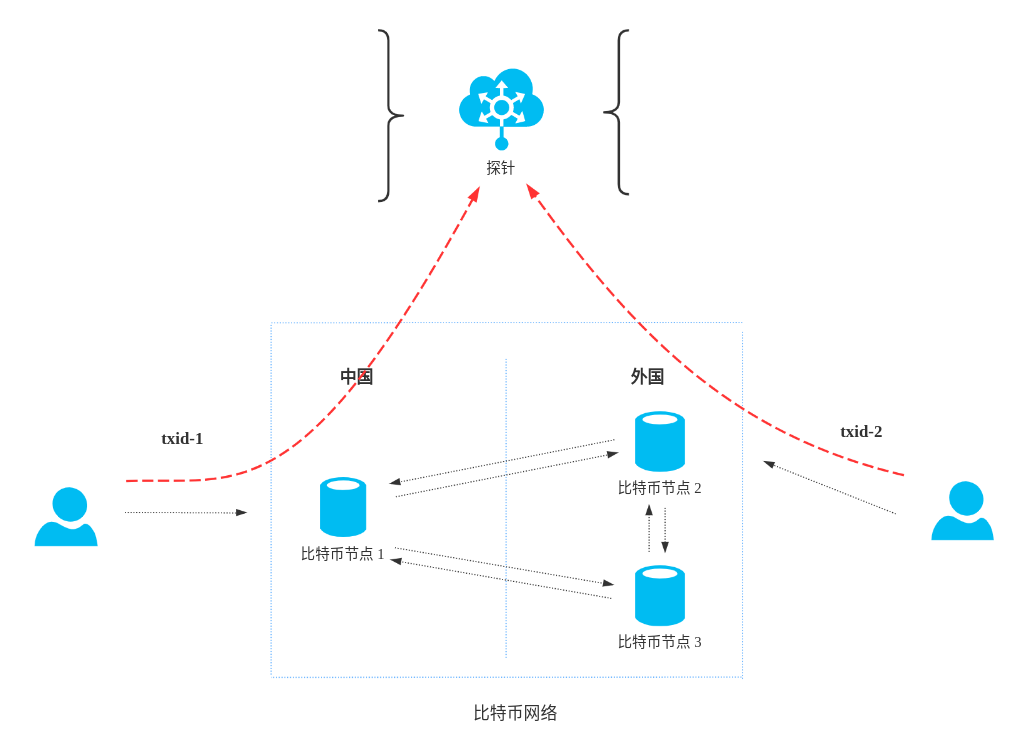 探针
中国
外国
txid-1
txid-2
比特币节点 2
比特币节点 1
比特币节点 3
比特币网络